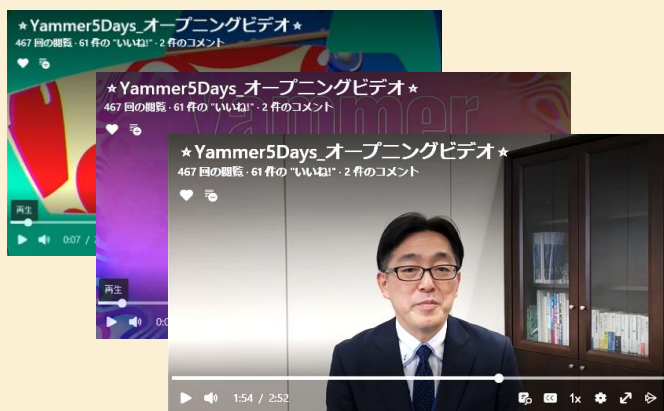 ★Yammer5Days_オープニングビデオ★
467 回の閲覧・61 件の "いいね!"・2 件のコメント
再生
0:07 / 2
★Yammer5Days_オープニングビデオ★
467 回の閲覧・61 件の "いいね!"・2 件のコメント
yammer
再生
0:0
★Yammer5Days_オープニングビデオ★
467 回の閲覧・61 件の "いいね!"・2 件のコメント
1:54 / 2:52
CC
1x